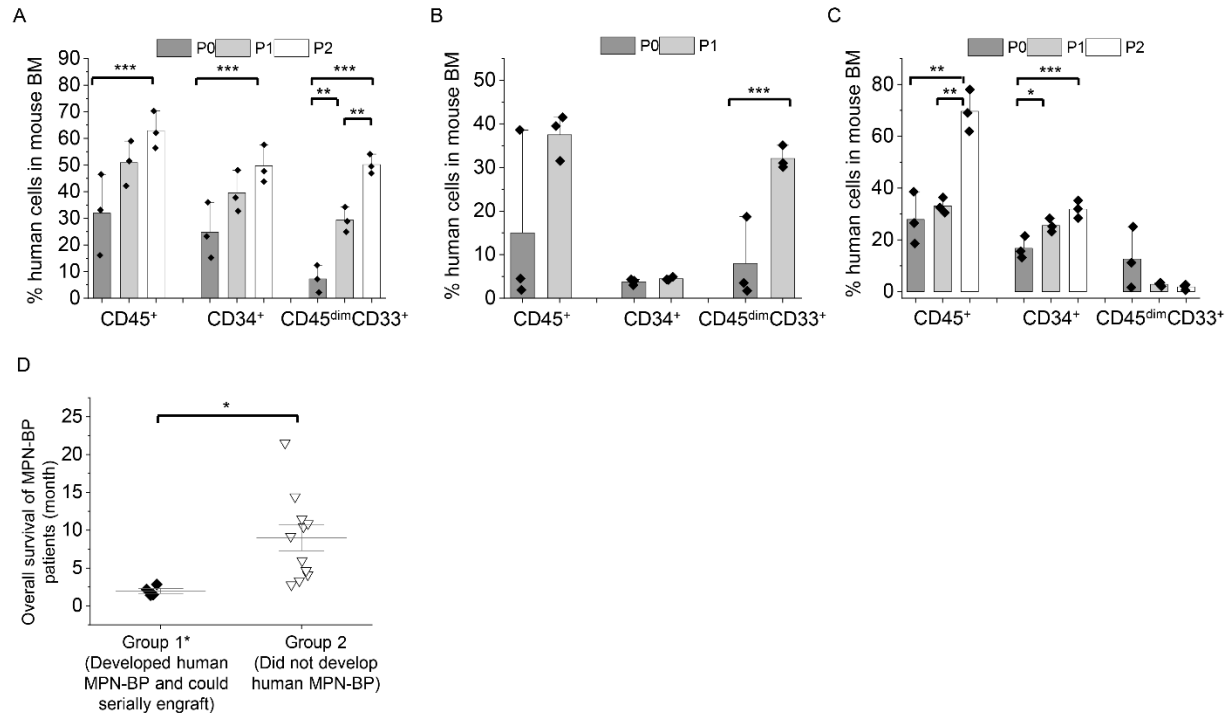 A
P0 P1 P2
% human cells in mouse BM
90
80
70
60
50
40
30
20
10
0
***
***
***
**
**
CD45+
CD34+
CD45dimCD33+
B
P0 P1
% human cells in mouse BM
50
40
30
20
10
0
***
CD45+
CD34+
CD45dimCD33+
C
P0 P1 P2
% human cells in mouse BM
80
60
40
20
0
**
**
***
*
CD45+
CD34+
CD45dimCD33+
D
Overall survival of MPN-BP
patients (month)
25
20
15
10
5
0
*
Group 1*
(Developed human
MPN-BP and could
serially engraft)
Group 2
(Did not develop
human MPN-BP)